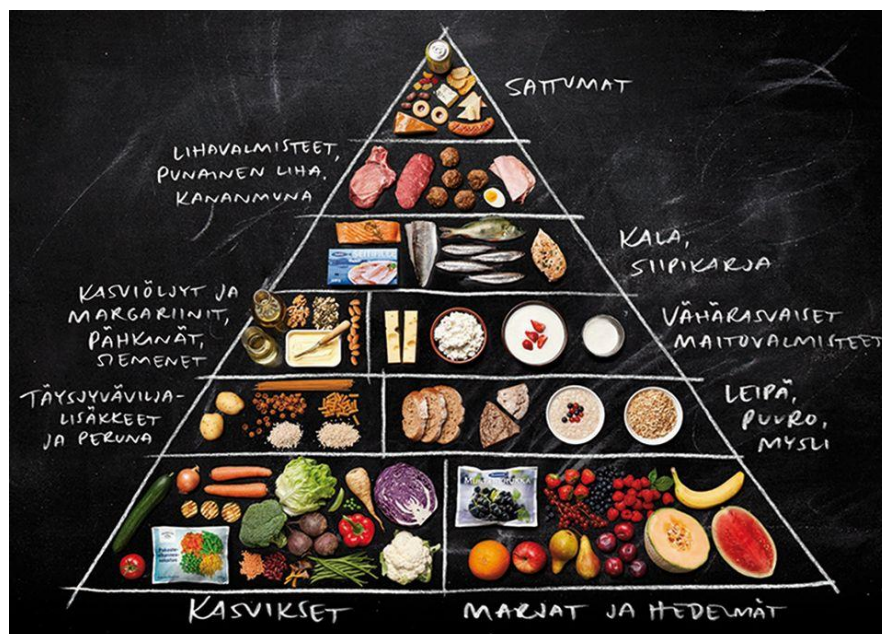 SATTUMAT
LIHAVALMISTEET,
PUNAINEN LIHA,
KANANMUNA
KALA,
SIIPIKARJA
KASVIÖLJYT JA
MARGARIINIT,
PÄHKINÄT,
SIEMENET
VÄHÄRASVAISET
MAITOVALMISTEET
TÄYSJYVÄVILJA-
LISÄKKEET
JA PERUNA
LEIPÄ,
PUURO,
MYSLI
KASVIKSET
MARJAT JA HEDELMÄT